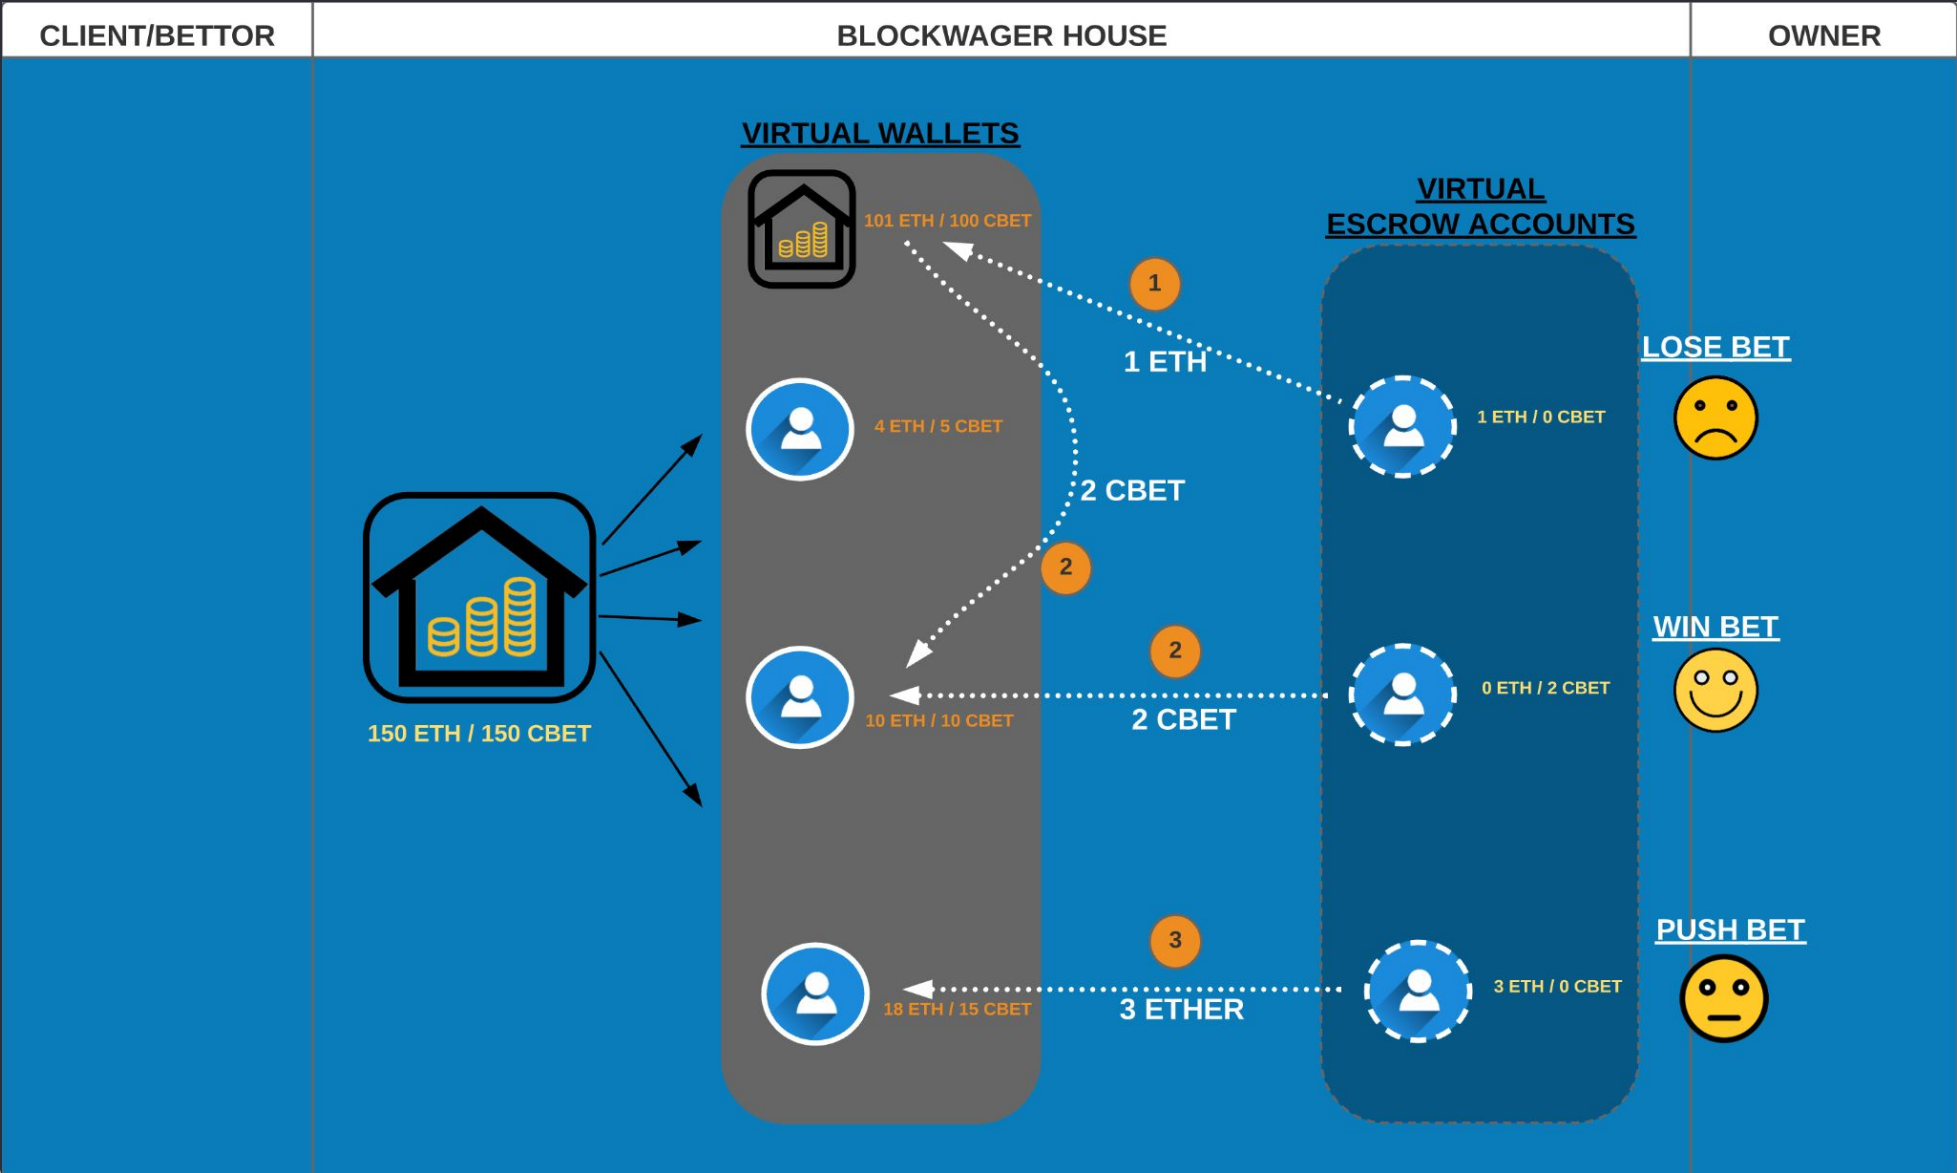 CLIENT/BETTOR
BLOCKWAGER HOUSE
OWNER
VIRTUAL WALLETS
101 ETH / 100 CBET
VIRTUAL
ESCROW ACCOUNTS
1
1 ETH
LOSE BET
4 ETH / 5 CBET
1 ETH / 0 CBET
2 CBET
2
150 ETH / 150 CBET
2
WIN BET
0 ETH / 2 CBET
10 ETH / 10 CBET
2 CBET
3
PUSH BET
18 ETH / 15 CBET
3 ETHER
3 ETH / 0 CBET